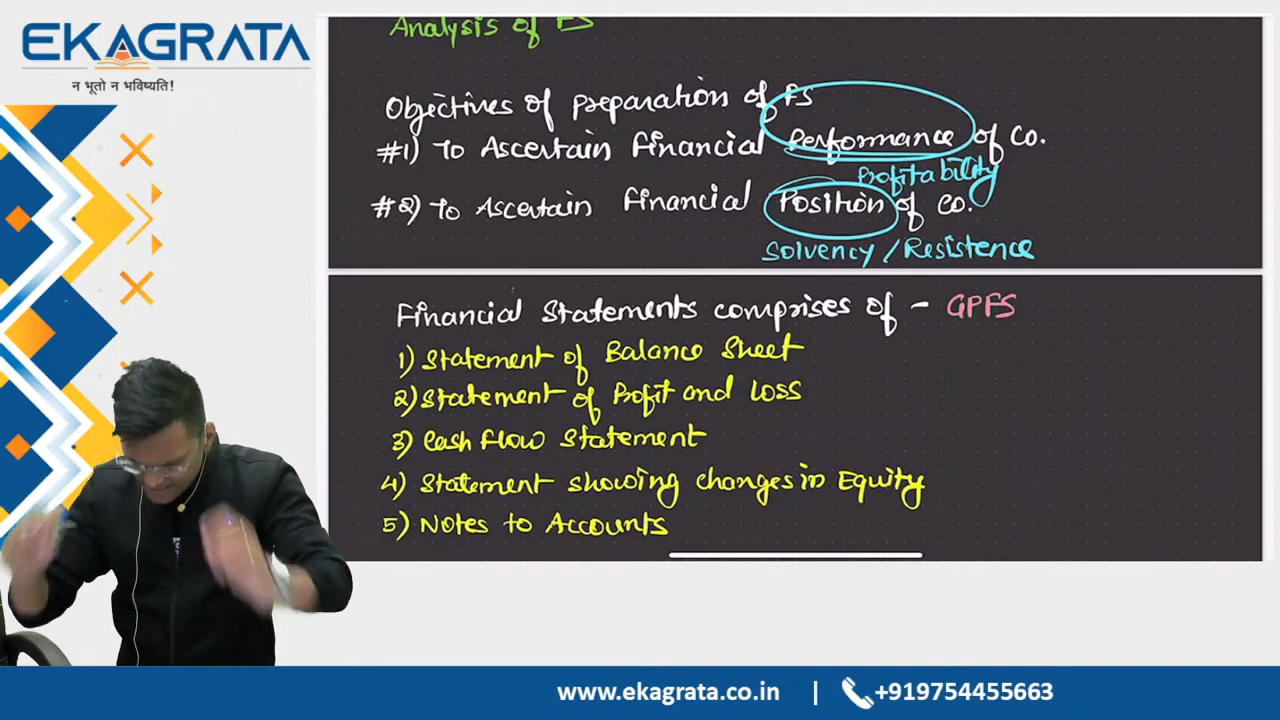 EKAGRATA
न भूतो न भविष्यति!
Analysis of FS
Objectives of Preparation of FS
#1) To Ascertain Financial Performance of Co.
Profitability
#2) To Ascertain Financial Position of Co.
Solvency / Resistence
Financial Statements comprises of - GPFS
1) Statement of Balance Sheet
2) Statement of Profit and Loss
3) Cash Flow Statement
4) Statement showing changes in Equity
5) Notes to Accounts
www.ekagrata.co.in | +919754455663